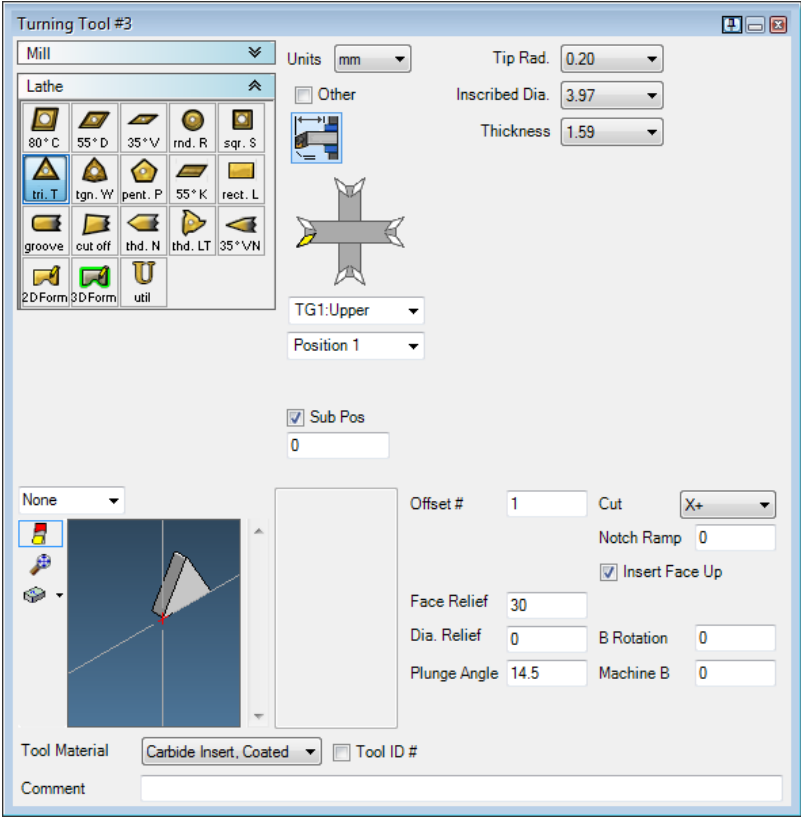 Turning Tool #3
Mill
Units mm Tip Rad. 0.20
Lathe
Other Inscribed Dia. 3.97
Thickness 1.59
80° C 55° D 35° V rnd. R sqr. S
tri. T tgn. W pent. P 55° K rect. L
groove cut off thd. N thd. LT 35° VN
2D Form 3D Form util
TG1:Upper
Position 1
Sub Pos
0
None
Offset # 1 Cut X+
Notch Ramp 0
Insert Face Up
Face Relief 30
Dia. Relief 0 B Rotation 0
Plunge Angle 14.5 Machine B 0
Tool Material Carbide Insert, Coated Tool ID #
Comment